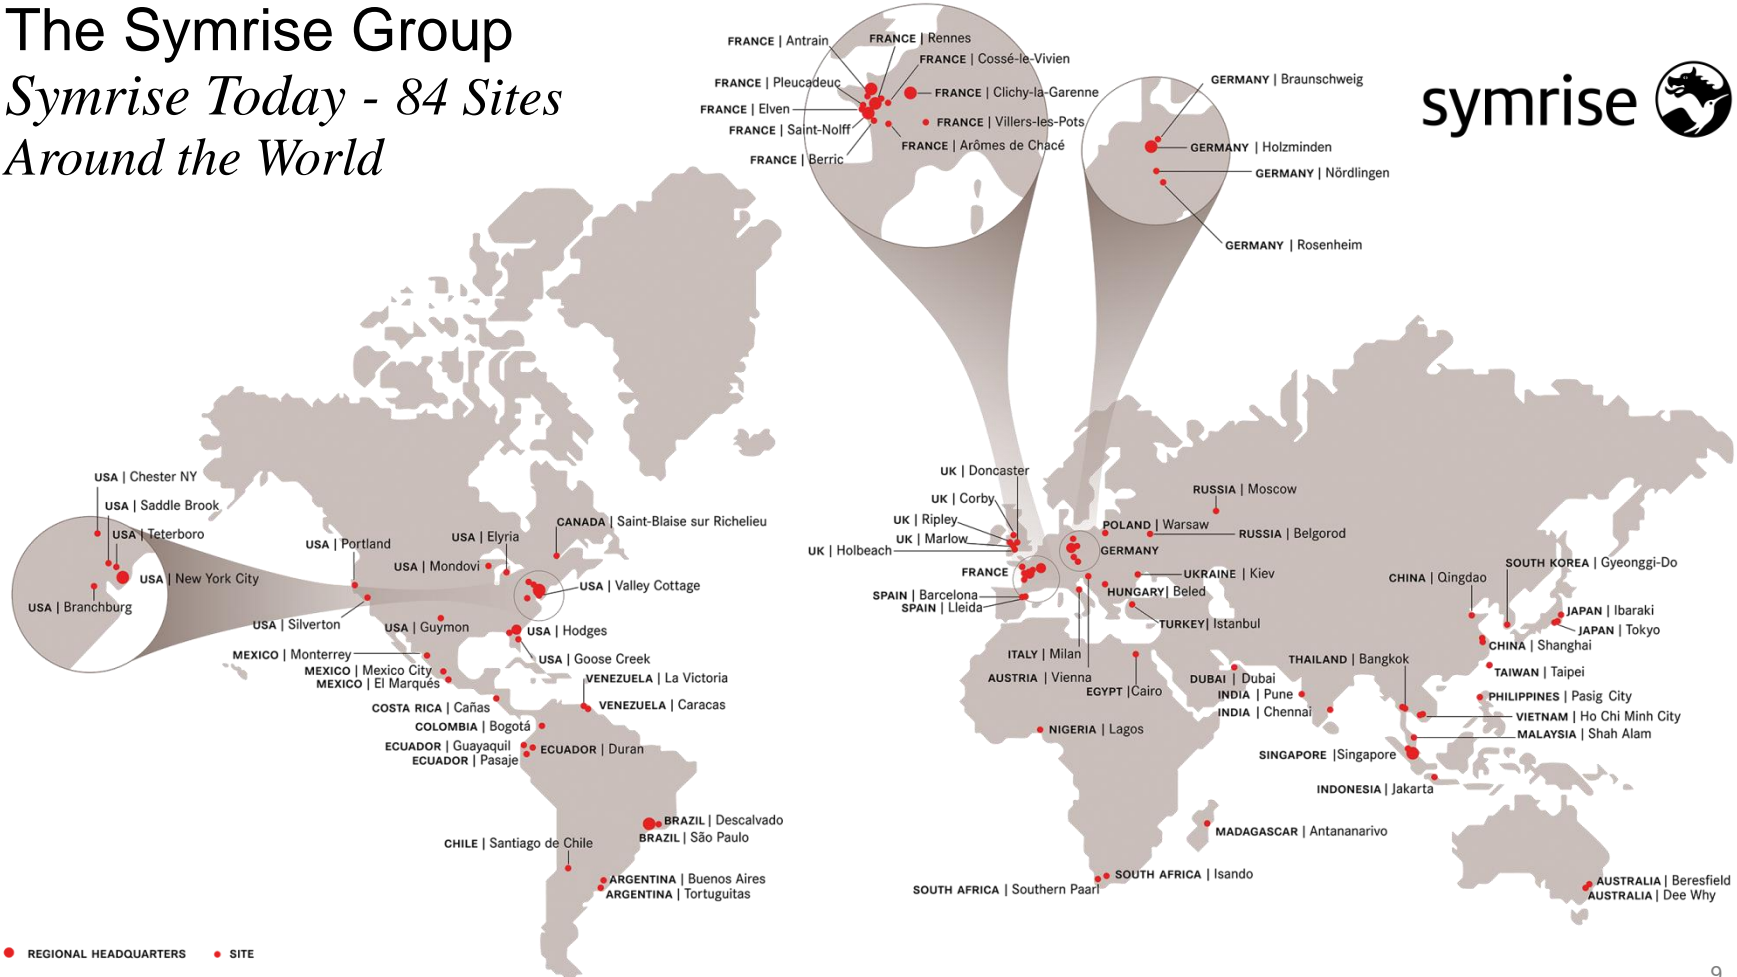 The Symrise Group
Symrise Today - 84 Sites
Around the World
symrise
FRANCE | Antrain
FRANCE | Rennes
FRANCE | Cossé-le-Vivien
FRANCE | Pleucadeuc
FRANCE | Clichy-la-Garenne
FRANCE | Elven
FRANCE | Villers-les-Pots
FRANCE | Saint-Nolff
FRANCE | Arômes de Chacé
FRANCE | Berric
GERMANY | Braunschweig
GERMANY | Holzminden
GERMANY | Nördlingen
GERMANY | Rosenheim
USA | Chester NY
USA | Saddle Brook
USA | Teterboro
USA | New York City
USA | Branchburg
USA | Portland
USA | Elyria
CANADA | Saint-Blaise sur Richelieu
USA | Mondovi
USA | Valley Cottage
USA | Silverton
USA | Guymon
USA | Hodges
USA | Goose Creek
MEXICO | Monterrey
MEXICO | Mexico City
MEXICO | El Marqués
VENEZUELA | La Victoria
VENEZUELA | Caracas
COSTA RICA | Cañas
COLOMBIA | Bogotá
ECUADOR | Guayaquil
ECUADOR | Duran
ECUADOR | Pasaje
BRAZIL | Descalvado
BRAZIL | São Paulo
CHILE | Santiago de Chile
ARGENTINA | Buenos Aires
ARGENTINA | Tortuguitas
UK | Doncaster
UK | Corby
UK | Ripley
UK | Marlow
UK | Holbeach
FRANCE
SPAIN | Barcelona
SPAIN | Lleida
RUSSIA | Moscow
POLAND | Warsaw
RUSSIA | Belgorod
GERMANY
UKRAINE | Kiev
HUNGARY | Beled
TURKEY | Istanbul
ITALY | Milan
AUSTRIA | Vienna
EGYPT | Cairo
DUBAI | Dubai
INDIA | Pune
INDIA | Chennai
NIGERIA | Lagos
THAILAND | Bangkok
CHINA | Qingdao
SOUTH KOREA | Gyeonggi-Do
JAPAN | Ibaraki
JAPAN | Tokyo
CHINA | Shanghai
TAIWAN | Taipei
PHILIPPINES | Pasig City
VIETNAM | Ho Chi Minh City
MALAYSIA | Shah Alam
SINGAPORE | Singapore
INDONESIA | Jakarta
MADAGASCAR | Antananarivo
SOUTH AFRICA | Isando
SOUTH AFRICA | Southern Paarl
AUSTRALIA | Beresfield
AUSTRALIA | Dee Why
REGIONAL HEADQUARTERS
SITE
9